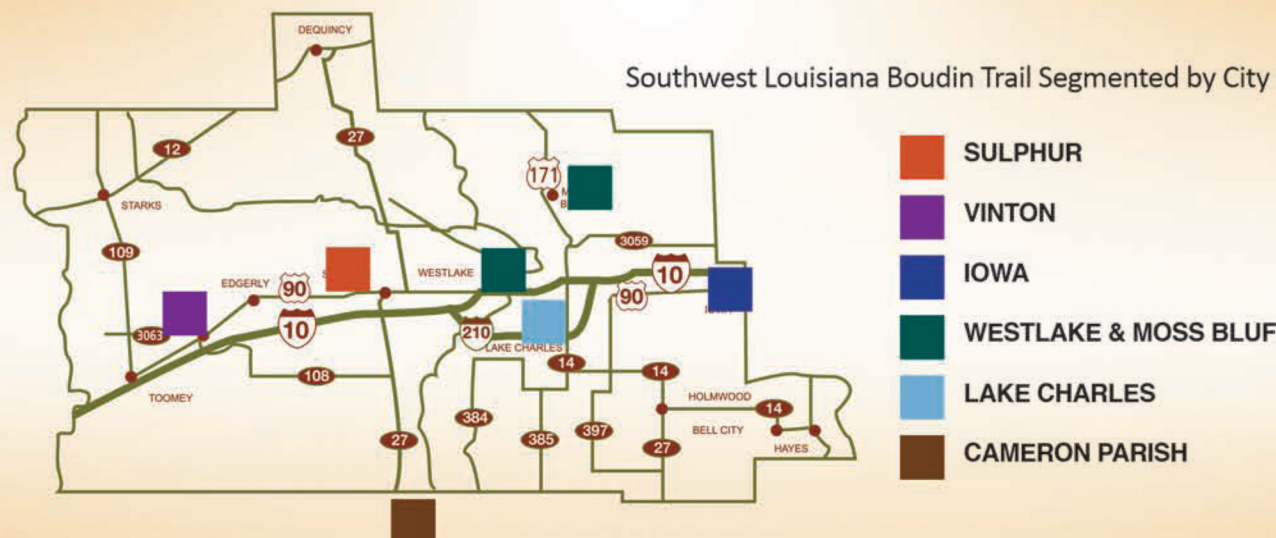 DEQUINCY
Southwest Louisiana Boudin Trail Segmented by City
27
12
171
STARKS
109
3059
WESTLAKE
EDGERLY
90
10
90
3063
10
210
LAKE CHARLES
14
108
14
TOOMEY
HOLMWOOD
14
384
385
397
BELL CITY
27
27
HAYES
SULPHUR
VINTON
IOWA
WESTLAKE & MOSS BLUF
LAKE CHARLES
CAMERON PARISH